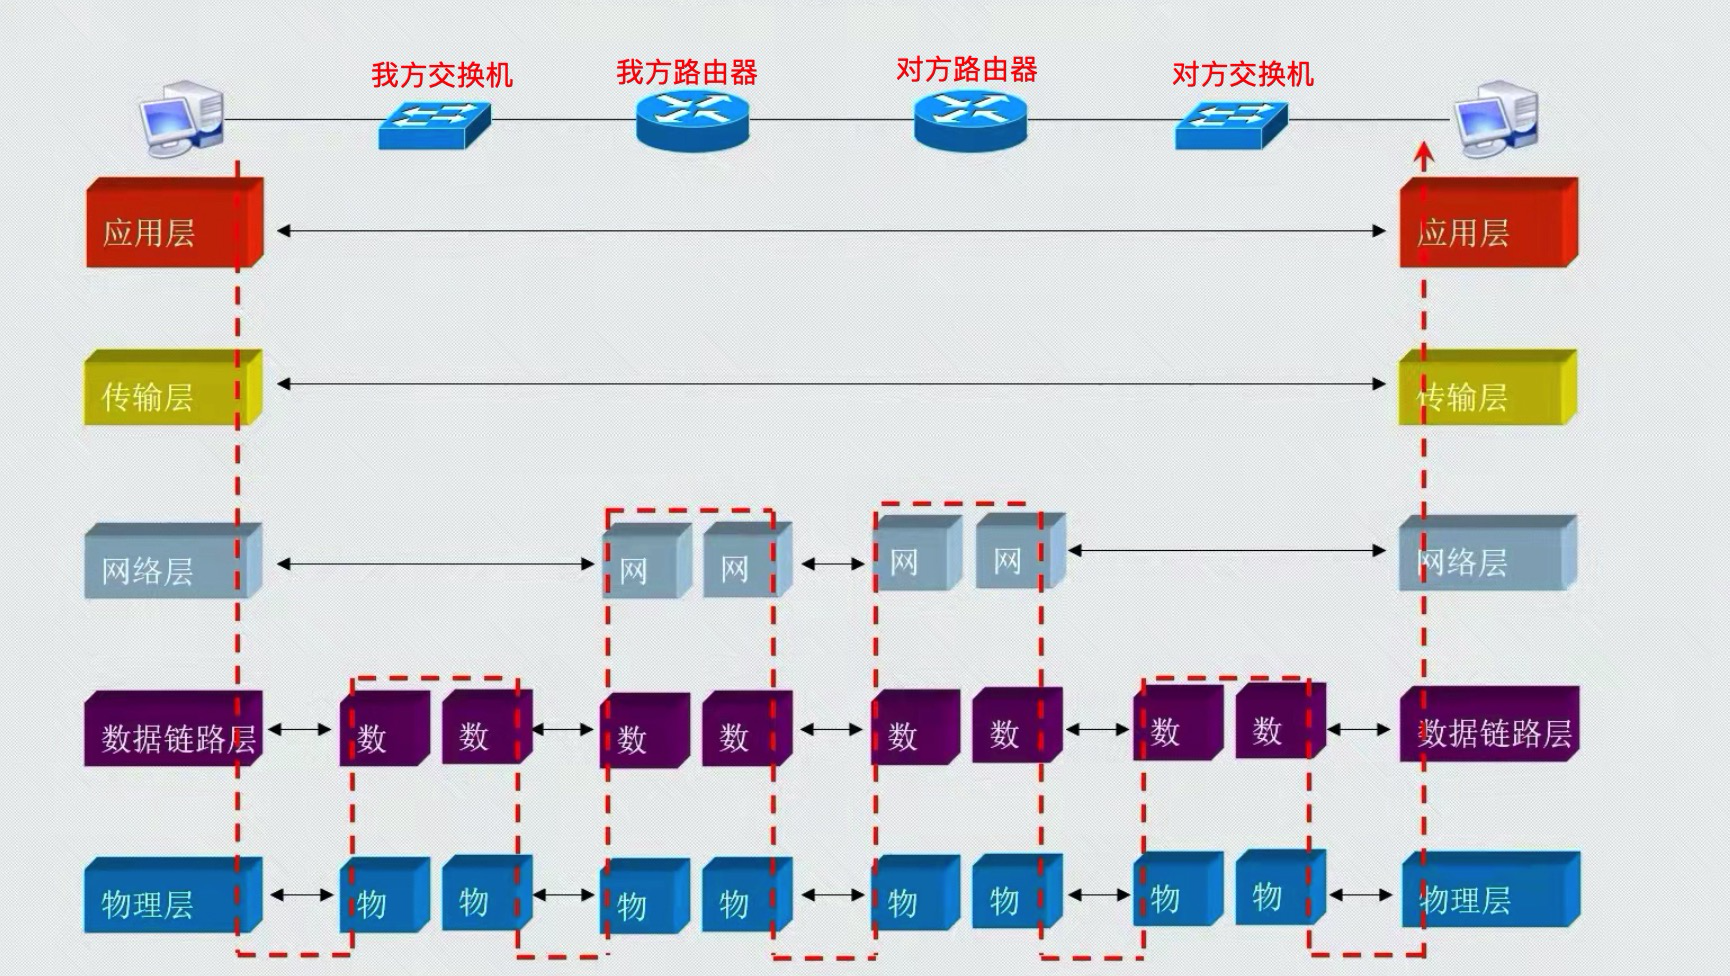 我方交换机
我方路由器
对方路由器
对方交换机
应用层
应用层
传输层
传输层
网络层
网
网
网
网
网络层
数据链路层
数
数
数
数
数
数
数
数
数据链路层
物理层
物
物
物
物
物
物
物
物
物理层